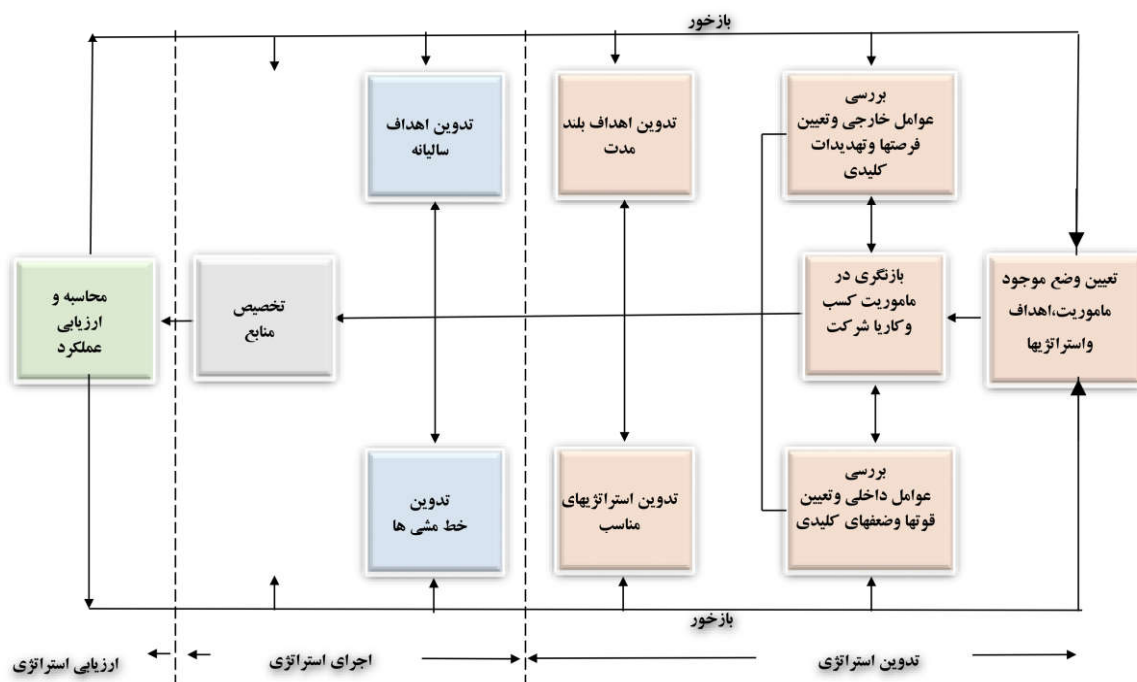 بازخور
بررسی
عوامل خارجی وتعیین
فرصتها وتهدیدات
کلیدی
تدوین اهداف بلند
مدت
تدوین اهداف
سالیانه
تعیین وضع موجود
ماموریت،اهداف
واستراتژیها
بازنگری در
ماموریت کسب
وکاریا شرکت
تخصیص
منابع
محاسبه و
ارزیابی
عملکرد
بررسی
عوامل داخلی وتعیین
قوتها وضعفهای کلیدی
تدوین استراتژیهای
مناسب
تدوین
خط مشی ها
بازخور
تدوین استراتژی
اجرای استراتژی
ارزیابی استراتژی